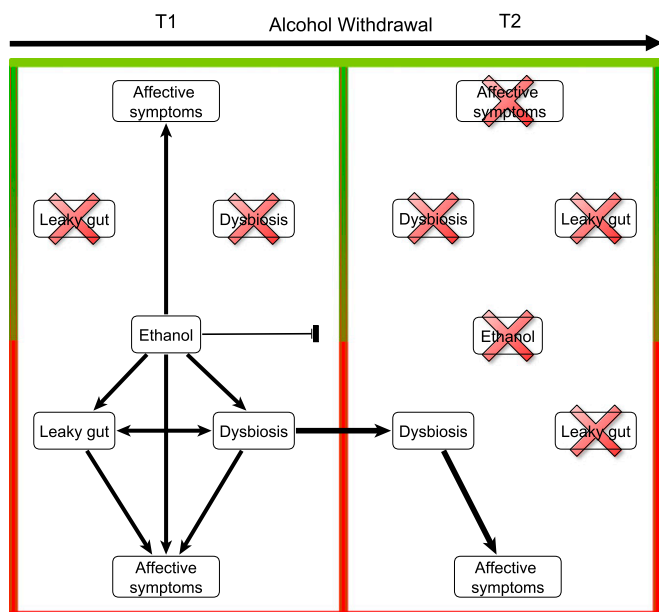 T1
Alcohol Withdrawal
T2
Affective
symptoms
Affective
symptoms
Leaky gut
Dysbiosis
Dysbiosis
Leaky gut
Ethanol
Ethanol
Leaky gut
Dysbiosis
Dysbiosis
Leaky gut
Affective
symptoms
Affective
symptoms